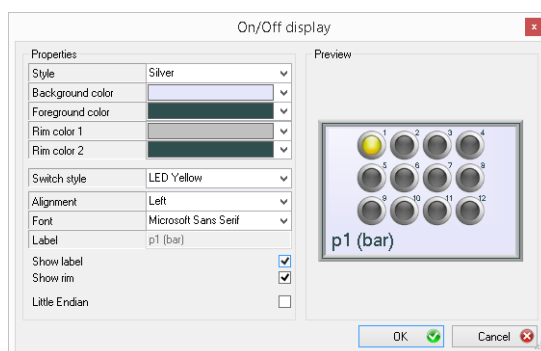 On/Off display
x
Properties
Style Silver
Background color
Foreground color
Rim color 1
Rim color 2
Switch style LED Yellow
Alignment Left
Font Microsoft Sans Serif
Label p1 (bar)
Show label
Show rim
Little Endian
Preview
1 2 3 4
5 6 7 8
9 10 11 12
p1 (bar)
OK Cancel